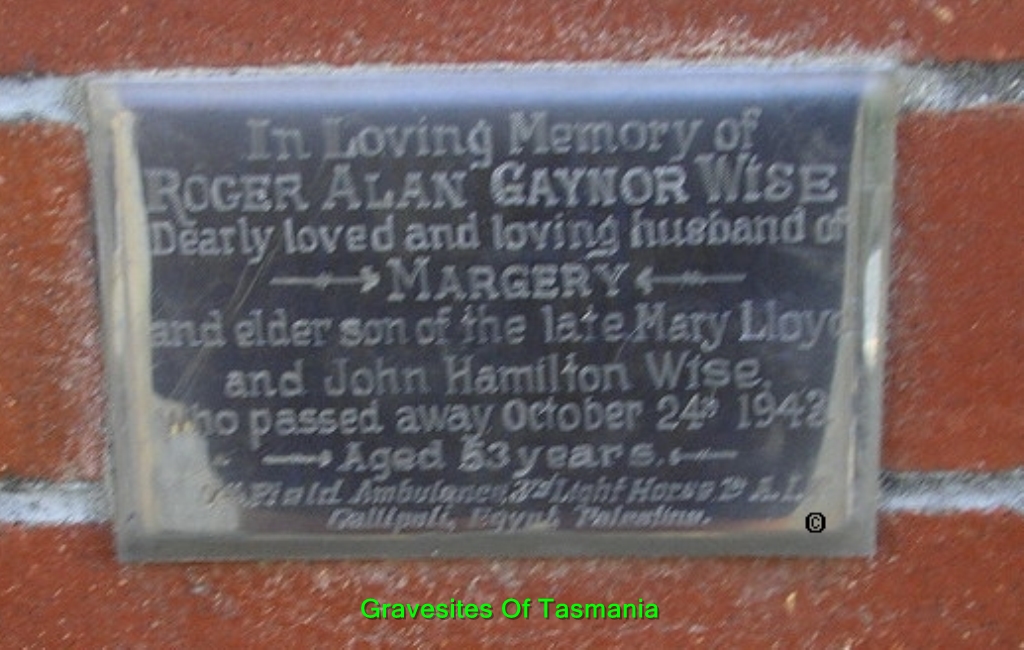 In Loving Memory of
ROGER ALAN GAYNOR WISE
Dearly loved and loving husband of
MARGERY
and elder son of the late Mary Lloyd
and John Hamilton Wise,
who passed away October 24th 1942
Aged 53 years.
Field Ambulance, 3rd Light Horse
Gallipoli, Egypt, Palestine.
©
Gravesites Of Tasmania